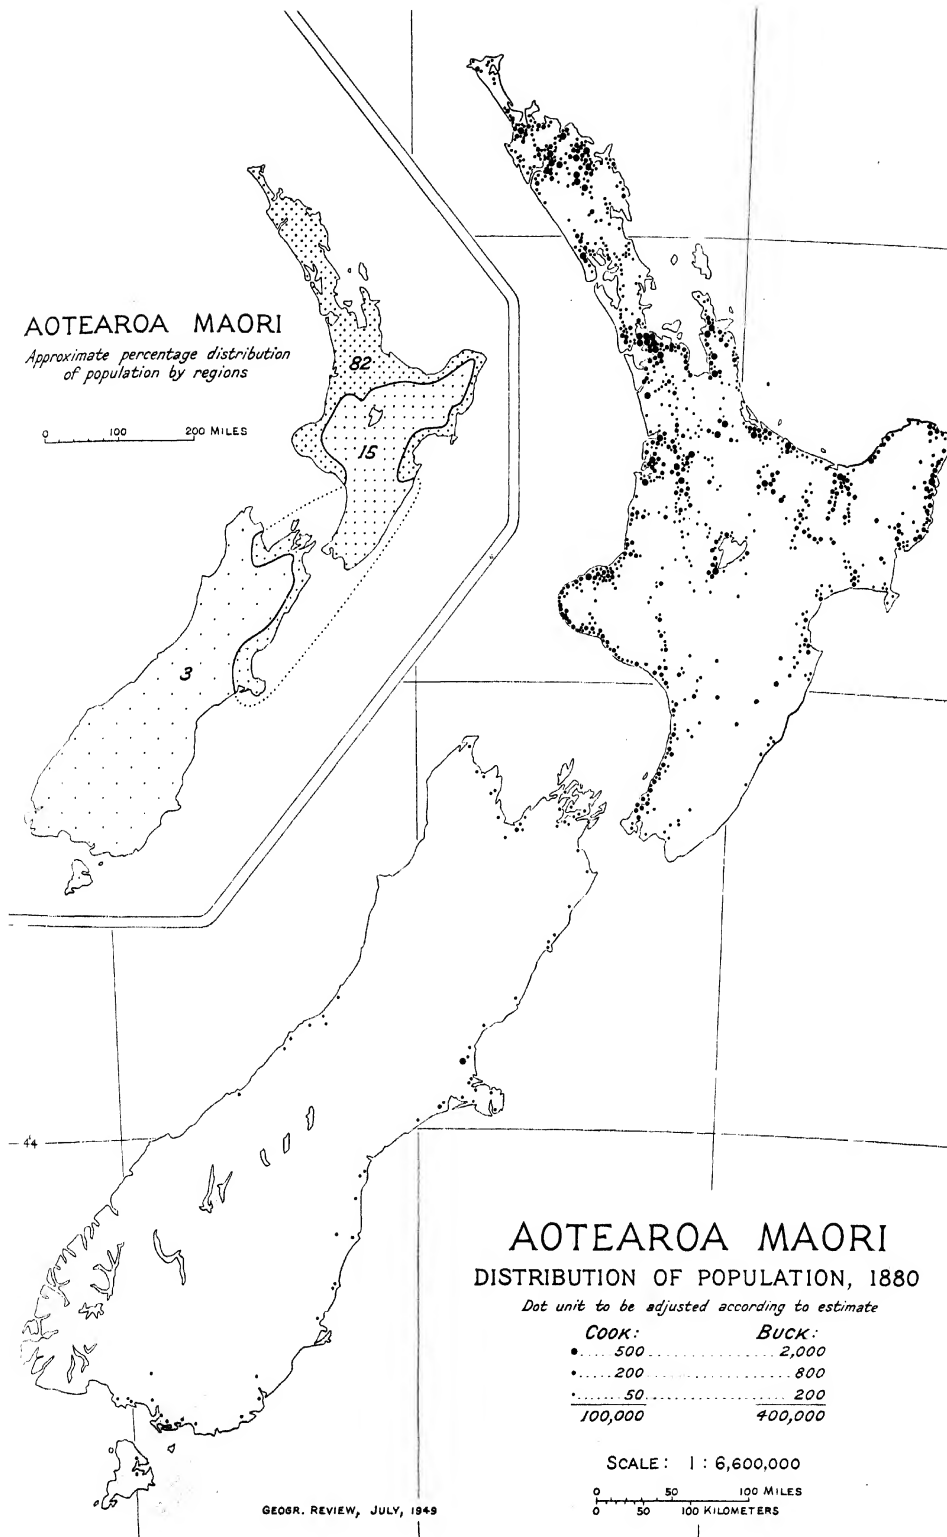 AOTEAROA MAORI
Approximate percentage distribution
of population by regions
0 100 200 MILES
82
15
3
44
AOTEAROA MAORI
DISTRIBUTION OF POPULATION, 1880
Dot unit to be adjusted according to estimate
COOK: BUCK:
500 2,000
200 800
50 200
100,000 400,000
SCALE: 1 : 6,600,000
0 50 100 MILES
0 50 100 KILOMETERS
GEOGR. REVIEW, JULY, 1949